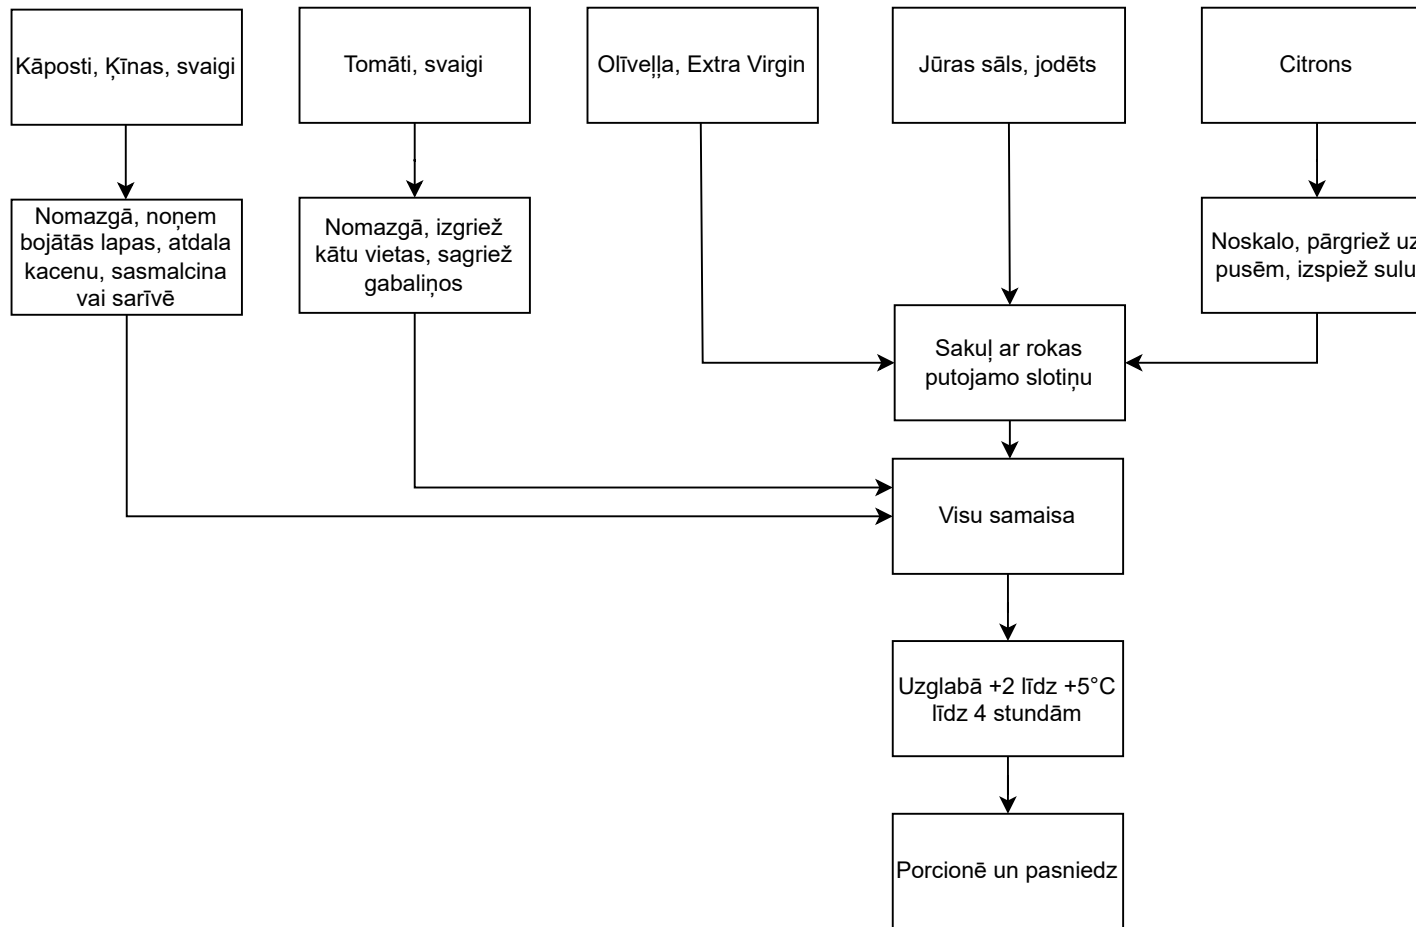 Kāposti, Ķīnas, svaigi
Tomāti, svaigi
Olīveļļa, Extra Virgin
Jūras sāls, jodēts
Citrons
Nomazgā, noņem
bojātās lapas, atdala
kacenu, sasmalcina
vai sarīvē
Nomazgā, izgriež
kātu vietas, sagriež
gabaliņos
Noskalo, pārgriež uz
pusēm, izspiež sulu
Sakuļ ar rokas
putojamo slotiņu
Visu samaisa
Uzglabā +2 līdz +5°C
līdz 4 stundām
Porcionē un pasniedz